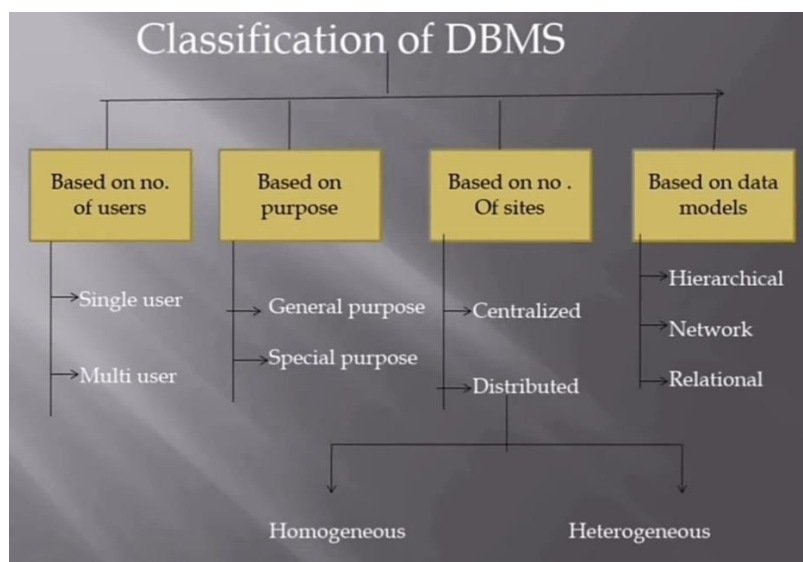 Classification of DBMS
Based on no.
of users
Based on
purpose
Based on no .
Of sites
Based on data
models
Single user
Multi user
General purpose
Special purpose
Centralized
Distributed
Hierarchical
Network
Relational
Homogeneous
Heterogeneous